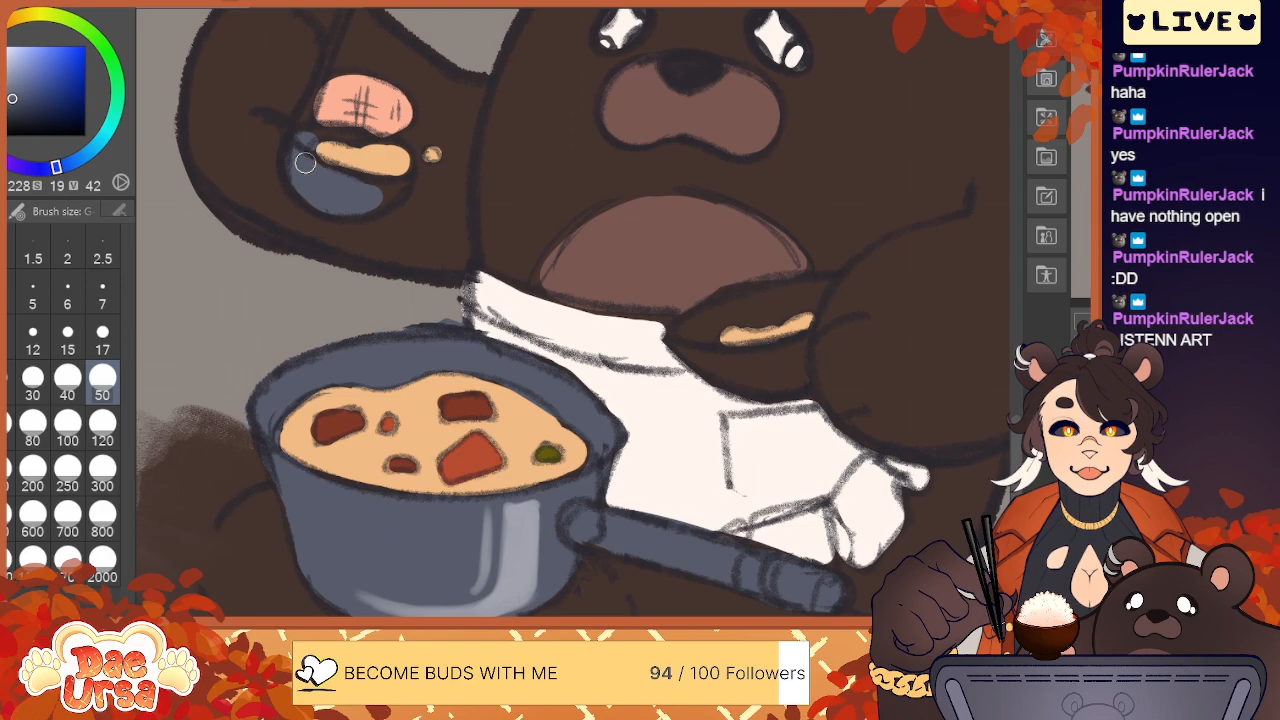 LIVE
PumpkinRulerJack
haha
PumpkinRulerJack
yes
PumpkinRulerJack i
have nothing open
PumpkinRulerJack
:DD
PumpkinRulerJack
ISTENN ART
228 S 19 V 42
Brush size: G-
1.5 2 2.5
5 6 7
12 15 17
30 40 50
80 100 120
200 250 300
600 700 800
2000
Dae
Ursa
BECOME BUDS WITH ME
94 / 100 Followers